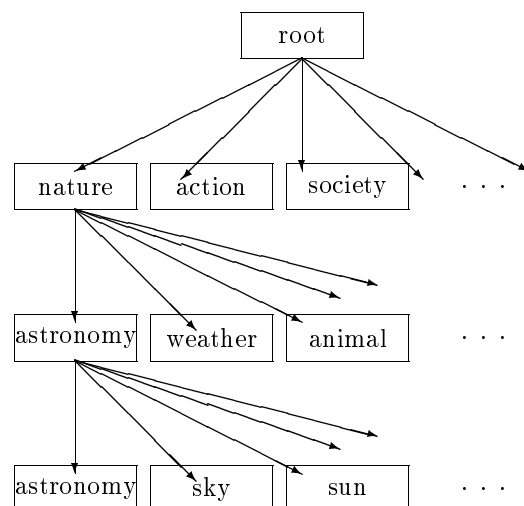 root
nature action society . . .
astronomy weather animal . . .
astronomy sky sun . . .